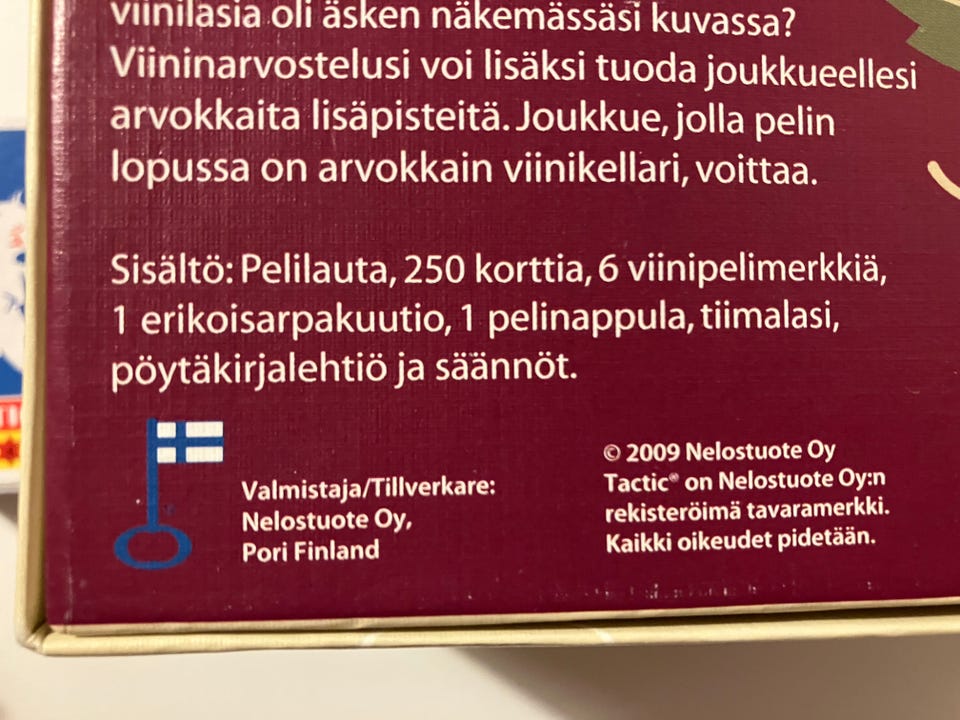 viinilasia oli äsken näkemässäsi kuvassa?
Viininarvostelusi voi lisäksi tuoda joukkueellesi
arvokkaita lisäpisteitä. Joukkue, jolla pelin
lopussa on arvokkain viinikellari, voittaa.
Sisältö: Pelilauta, 250 korttia, 6 viinipelimerkkiä,
1 erikoisarpakuutio, 1 pelinappula, tiimalasi,
pöytäkirjalehtiö ja säännöt.
Valmistaja/Tillverkare:
Nelostuote Oy,
Pori Finland
© 2009 Nelostuote Oy
Tactic® on Nelostuote Oy:n
rekisteröimä tavaramerkki.
Kaikki oikeudet pidetään.